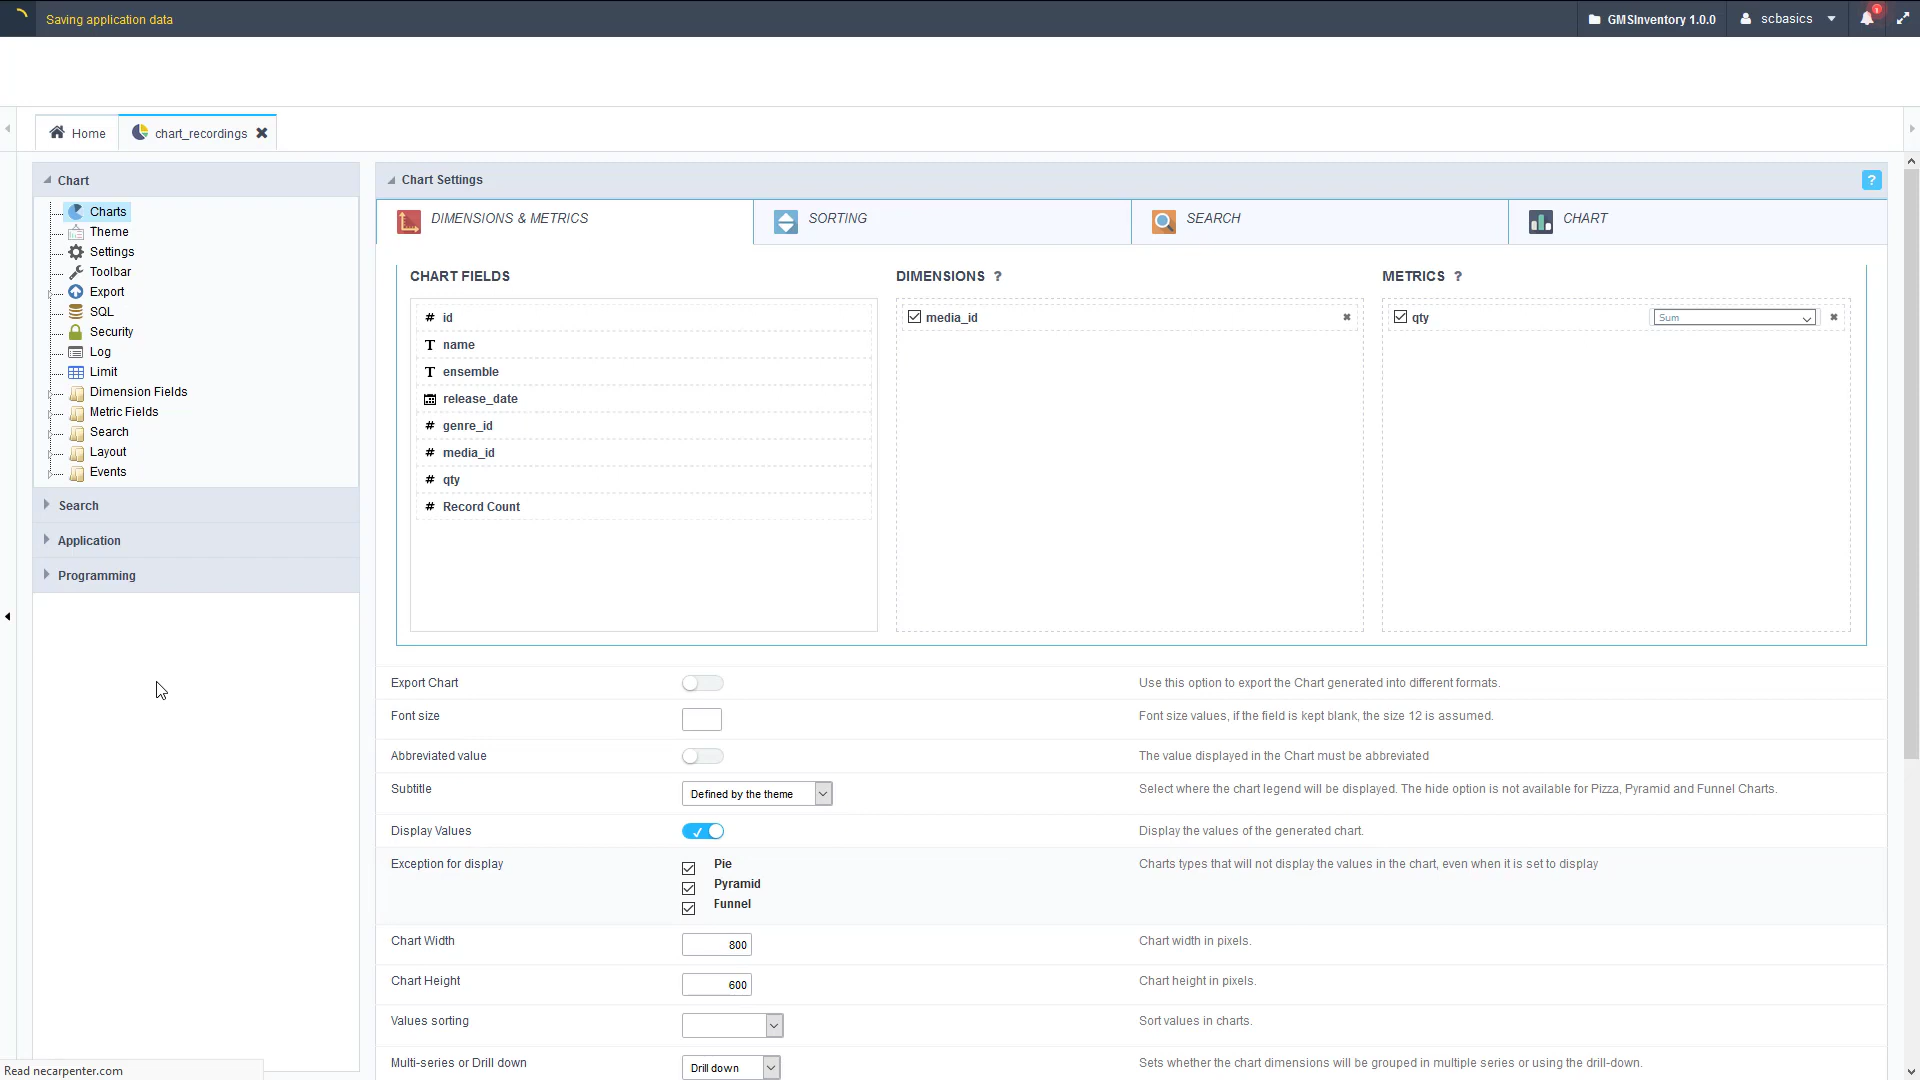 Saving application data
GMSInventory 1.0.0
scbasics
1
Home
chart_recordings
Chart
Charts
Theme
Settings
Toolbar
Export
SQL
Security
Log
Limit
Dimension Fields
Metric Fields
Search
Layout
Events
Search
Application
Programming
Chart Settings
?
DIMENSIONS & METRICS
SORTING
SEARCH
CHART
CHART FIELDS
# id
T name
T ensemble
release_date
# genre_id
# media_id
# qty
# Record Count
DIMENSIONS ?
media_id
METRICS ?
qty
Sum
Export Chart
Use this option to export the Chart generated into different formats.
Font size
Font size values, if the field is kept blank, the size 12 is assumed.
Abbreviated value
The value displayed in the Chart must be abbreviated
Subtitle
Defined by the theme
Select where the chart legend will be displayed. The hide option is not available for Pizza, Pyramid and Funnel Charts.
Display Values
Display the values of the generated chart.
Exception for display
Pie
Pyramid
Funnel
Charts types that will not display the values in the chart, even when it is set to display
Chart Width
800
Chart width in pixels.
Chart Height
600
Chart height in pixels.
Values sorting
Sort values in charts.
Multi-series or Drill down
Drill down
Sets whether the chart dimensions will be grouped in multiple series or using the drill-down.
Read necarpenter.com